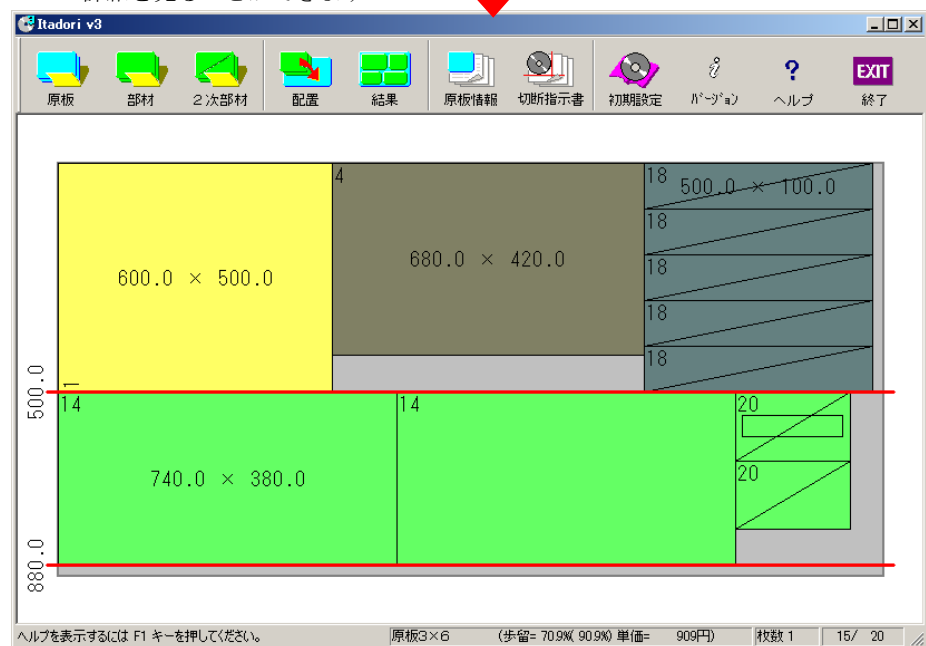 Itadori v3
原板
部材
2次部材
配置
結果
原板情報
切断指示書
初期設定
バージョン
ヘルプ
EXIT
終了
4
18
500.0 × 100.0
18
600.0 × 500.0
680.0 × 420.0
18
18
18
1
500.0
14
14
20
740.0 × 380.0
20
880.0
ヘルプを表示するには F1 キーを押してください。
原板3×6
(歩留= 70.9%( 90.9%) 単価= 909円)
枚数 1
15/ 20